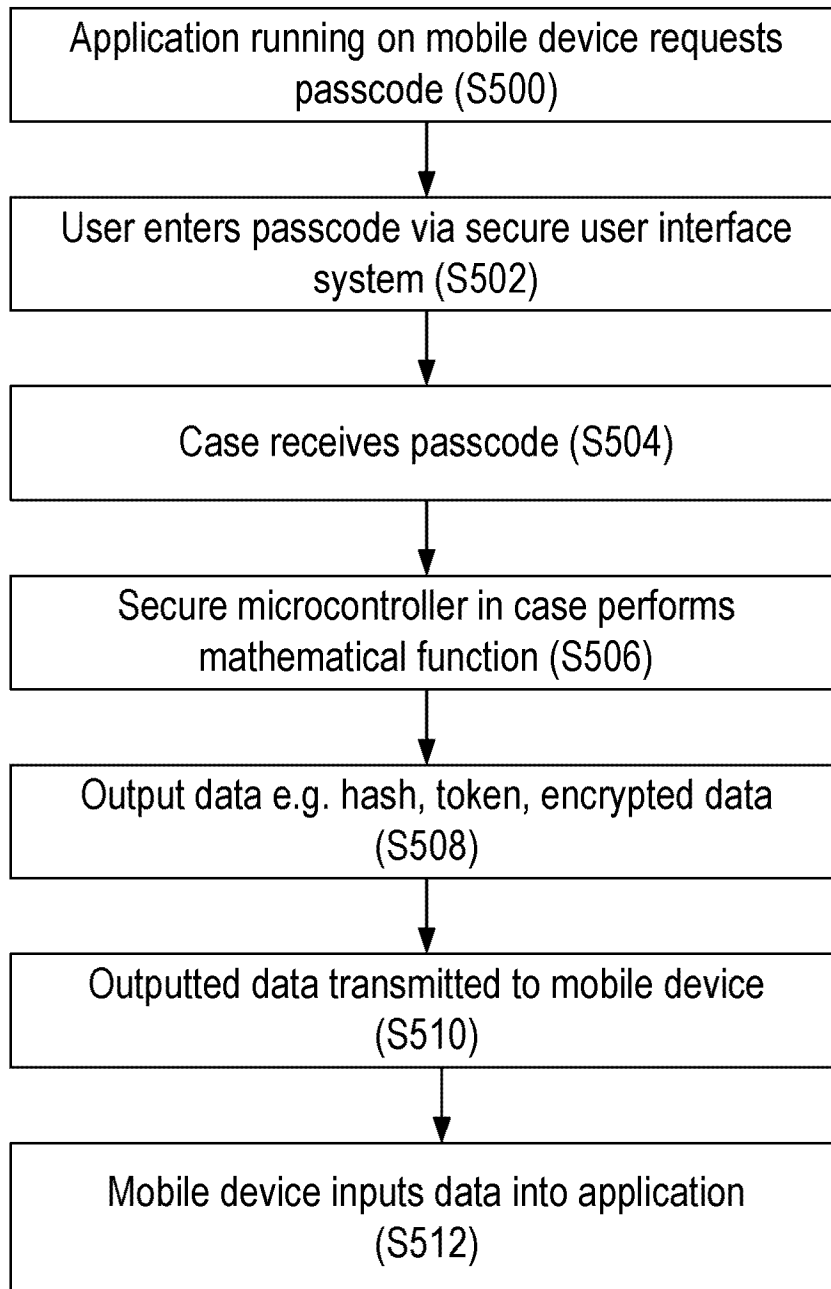 Application running on mobile device requests
passcode (S500)
User enters passcode via secure user interface
system (S502)
Case receives passcode (S504)
Secure microcontroller in case performs
mathematical function (S506)
Output data e.g. hash, token, encrypted data
(S508)
Outputted data transmitted to mobile device
(S510)
Mobile device inputs data into application
(S512)